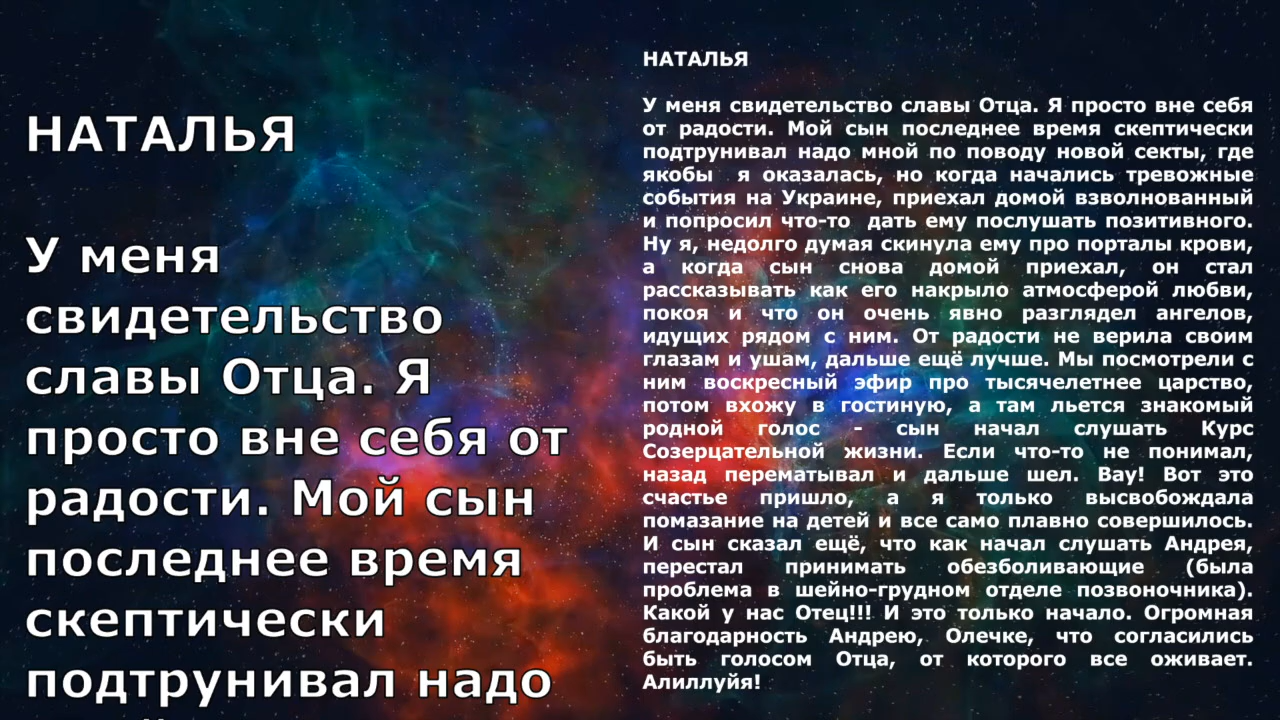 НАТАЛЬЯ
У меня
свидетельство
славы Отца. Я
просто вне себя от
радости. Мой сын
последнее время
скептически
подтрунивал надо
НАТАЛЬЯ
У меня свидетельство славы Отца. Я просто вне себя
от радости. Мой сын последнее время скептически
подтрунивал надо мной по поводу новой секты, где
якобы я оказалась, но когда начались тревожные
события на Украине, приехал домой взволнованный
и попросил что-то дать ему послушать позитивного.
Ну я, недолго думая скинула ему про порталы крови,
а когда сын снова домой приехал, он стал
рассказывать как его накрыло атмосферой любви,
покоя и что он очень явно разглядел ангелов,
идущих рядом с ним. От радости не верила своим
глазам и ушам, дальше ещё лучше. Мы посмотрели с
ним воскресный эфир про тысячелетнее царство,
потом вхожу в гостиную, а там льется знакомый
родной голос - сын начал слушать Курс
Созерцательной жизни. Если что-то не понимал,
назад перематывал и дальше шел. Вау! Вот это
счастье пришло, а я только высвобождала
помазание на детей и все само плавно совершилось.
И сын сказал ещё, что как начал слушать Андрея,
перестал принимать обезболивающие (была
проблема в шейно-грудном отделе позвоночника).
Какой у нас Отец!!! И это только начало. Огромная
благодарность Андрею, Олечке, что согласились
быть голосом Отца, от которого все оживает.
Алиллуйя!